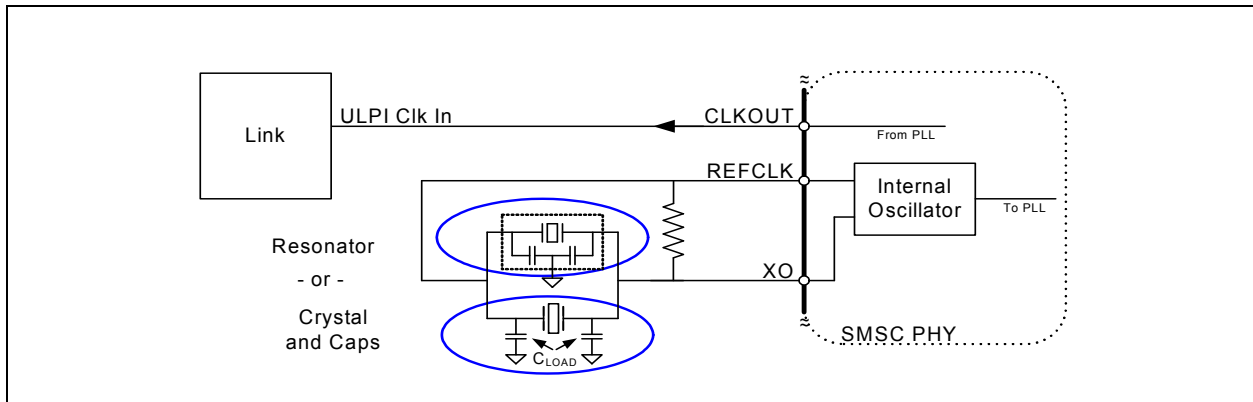 Link
ULPI Clk In
CLKOUT
From PLL
REFCLK
Internal
Oscillator
To PLL
Resonator
- or -
Crystal
and Caps
XO
CLOAD
SMSC PHY